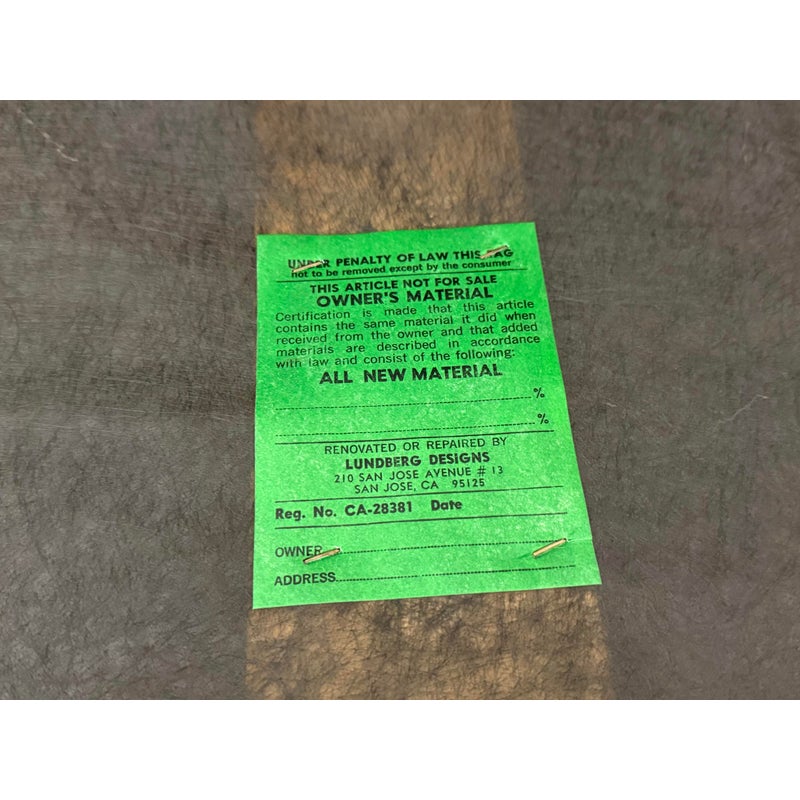 UNDER PENALTY OF LAW THIS TAG
not to be removed except by the consumer
THIS ARTICLE NOT FOR SALE
OWNER'S MATERIAL
Certification is made that this article
contains the same material it did when
received from the owner and that added
materials are described in accordance
with law and consist of the following:
ALL NEW MATERIAL
%
%
RENOVATED OR REPAIRED BY
LUNDBERG DESIGNS
210 SAN JOSE AVENUE # 13
SAN JOSE, CA 95125
Reg. No. CA-28381 Date
OWNER
ADDRESS